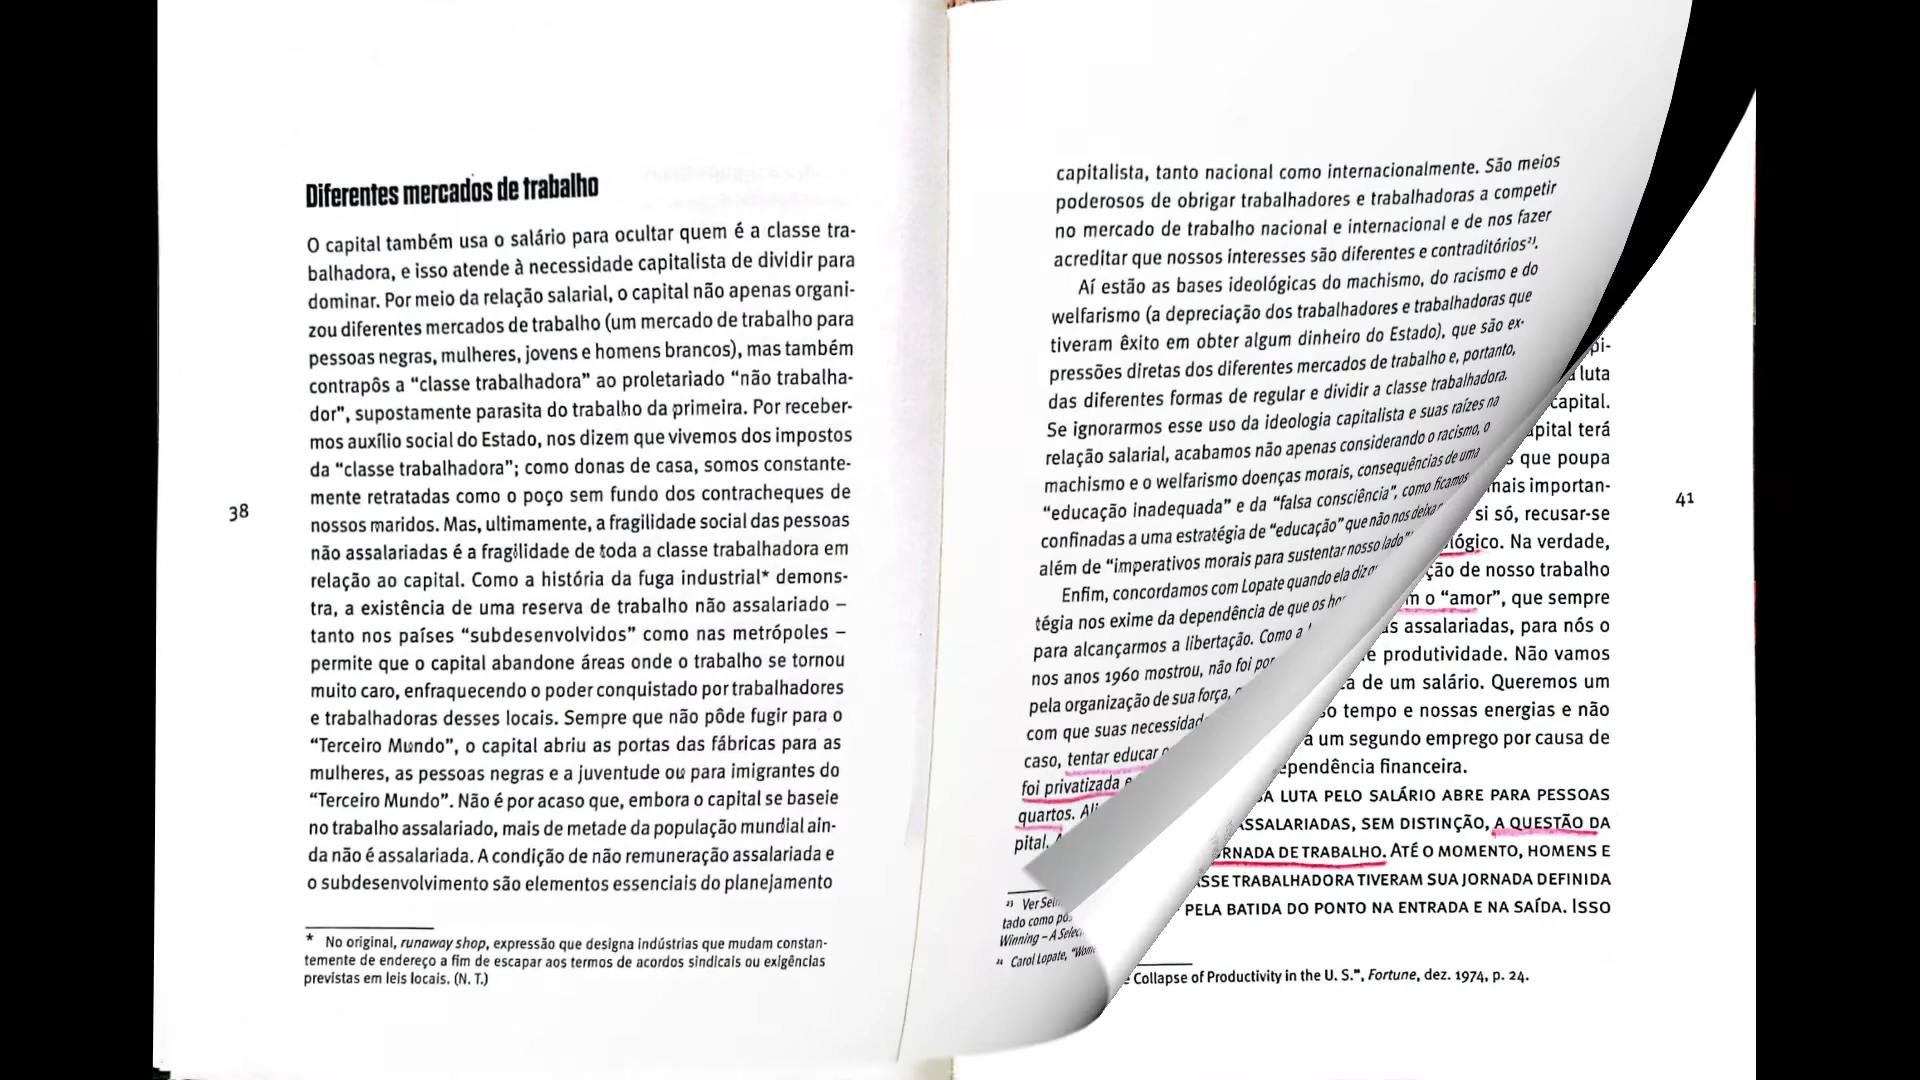 Diferentes mercados de trabalho
O capital também usa o salário para ocultar quem é a classe tra-
balhadora, e isso atende à necessidade capitalista de dividir para
dominar. Por meio da relação salarial, o capital não apenas organi-
zou diferentes mercados de trabalho (um mercado de trabalho para
pessoas negras, mulheres, jovens e homens brancos), mas também
contrapôs a “classe trabalhadora” ao proletariado “não trabalha-
dor”, supostamente parasita do trabalho da primeira. Por receber-
mos auxílio social do Estado, nos dizem que vivemos dos impostos
da “classe trabalhadora”; como donas de casa, somos constante-
mente retratadas como o poço sem fundo dos contracheques de
nossos maridos. Mas, ultimamente, a fragilidade social das pessoas
não assalariadas é a fragilidade de toda a classe trabalhadora em
relação ao capital. Como a história da fuga industrial* demons-
tra, a existência de uma reserva de trabalho não assalariado –
tanto nos países “subdesenvolvidos” como nas metrópoles –
permite que o capital abandone áreas onde o trabalho se tornou
muito caro, enfraquecendo o poder conquistado por trabalhadores
e trabalhadoras desses locais. Sempre que não pôde fugir para o
“Terceiro Mundo”, o capital abriu as portas das fábricas para as
mulheres, as pessoas negras e a juventude ou para imigrantes do
“Terceiro Mundo”. Não é por acaso que, embora o capital se baseie
no trabalho assalariado, mais de metade da população mundial ain-
da não é assalariada. A condição de não remuneração assalariada e
o subdesenvolvimento são elementos essenciais do planejamento
* No original, runaway shop, expressão que designa indústrias que mudam constan-
temente de endereço a fim de escapar aos termos de acordos sindicais ou exigências
previstas em leis locais. (N. T.)
38
capitalista, tanto nacional como internacionalmente. São meios
poderosos de obrigar trabalhadores e trabalhadoras a competir
no mercado de trabalho nacional e internacional e de nos fazer
acreditar que nossos interesses são diferentes e contraditórios²³.
Aí estão as bases ideológicas do machismo, do racismo e do
welfarismo (a depreciação dos trabalhadores e trabalhadoras que
tiveram êxito em obter algum dinheiro do Estado), que são ex-
pressões diretas dos diferentes mercados de trabalho e, portanto,
das diferentes formas de regular e dividir a classe trabalhadora.
Se ignorarmos esse uso da ideologia capitalista e suas raízes na
relação salarial, acabamos não apenas considerando o racismo, o
machismo e o welfarismo doenças morais, consequências de uma
“educação inadequada” e da “falsa consciência”, como ficamos
confinadas a uma estratégia de “educação” que não nos deixa
além de “imperativos morais para sustentar nosso lado”
Enfim, concordamos com Lopate quando ela diz
tégia nos exime da dependência de que os
para alcançarmos a libertação. Como a
nos anos 1960 mostrou, não foi
pela organização de sua força,
com que suas
caso, tentar educar
foi privatizada e
quartos.
pital.
²³ Ver
tado como
Winning – A
²⁴ Carol Lopate,
luta
capital.
terá
que poupa
importan-
si só, recusar-se
Na verdade,
de nosso trabalho
o “amor”, que sempre
assalariadas, para nós o
produtividade. Não vamos
de um salário. Queremos um
tempo e nossas energias e não
um segundo emprego por causa de
financeira.
LUTA PELO SALÁRIO ABRE PARA PESSOAS
ASSALARIADAS, SEM DISTINÇÃO, A QUESTÃO DA
DE TRABALHO. ATÉ O MOMENTO, HOMENS E
TRABALHADORA TIVERAM SUA JORNADA DEFINIDA
PELA BATIDA DO PONTO NA ENTRADA E NA SAÍDA. ISSO
Collapse of Productivity in the U. S.”, Fortune, dez. 1974, p. 24.
41